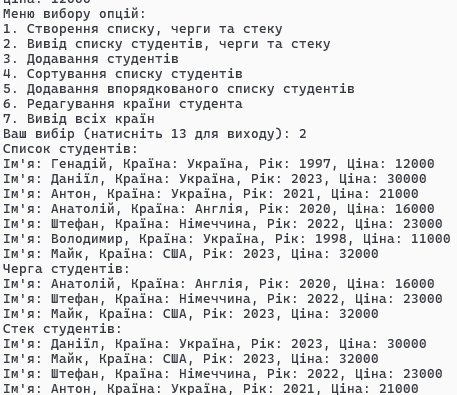 Ціна: 12000
Меню вибору опцій:
1. Створення списку, черги та стеку
2. Вивід списку студентів, черги та стеку
3. Додавання студентів
4. Сортування списку студентів
5. Додавання впорядкованого списку студентів
6. Редагування країни студента
7. Вивід всіх країн
Ваш вибір (натисніть 13 для виходу): 2
Список студентів:
Ім'я: Генадій, Країна: Україна, Рік: 1997, Ціна: 12000
Ім'я: Даніїл, Країна: Україна, Рік: 2023, Ціна: 30000
Ім'я: Антон, Країна: Україна, Рік: 2021, Ціна: 21000
Ім'я: Анатолій, Країна: Англія, Рік: 2020, Ціна: 16000
Ім'я: Штефан, Країна: Німеччина, Рік: 2022, Ціна: 23000
Ім'я: Володимир, Країна: Україна, Рік: 1998, Ціна: 11000
Ім'я: Майк, Країна: США, Рік: 2023, Ціна: 32000
Черга студентів:
Ім'я: Анатолій, Країна: Англія, Рік: 2020, Ціна: 16000
Ім'я: Штефан, Країна: Німеччина, Рік: 2022, Ціна: 23000
Ім'я: Майк, Країна: США, Рік: 2023, Ціна: 32000
Стек студентів:
Ім'я: Даніїл, Країна: Україна, Рік: 2023, Ціна: 30000
Ім'я: Майк, Країна: США, Рік: 2023, Ціна: 32000
Ім'я: Штефан, Країна: Німеччина, Рік: 2022, Ціна: 23000
Ім'я: Антон, Країна: Україна, Рік: 2021, Ціна: 21000